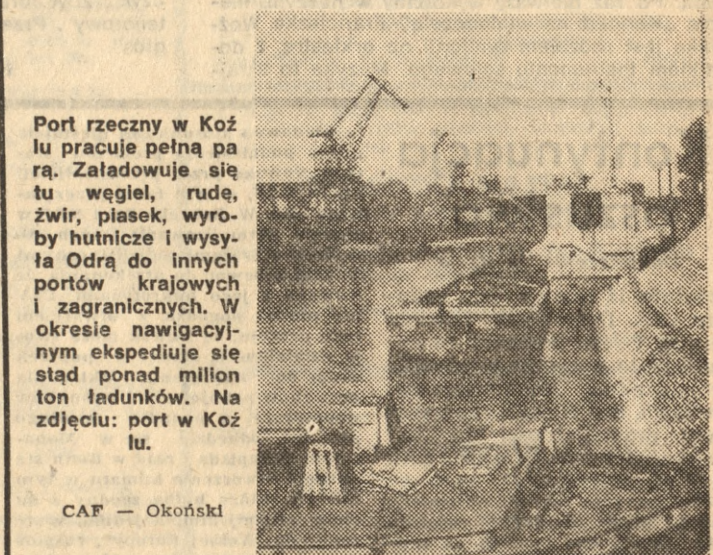 Port rzeczny w Koź
lu pracuje pełną pa
rą. Załadowuje się
tu węgiel, rudę,
żwir, piasek, wyro-
by hutnicze i wysy-
ła Odrą do innych
portów krajowych
i zagranicznych. W
okresie nawigacyj-
nym ekspediuje się
stąd ponad milion
ton ładunków. Na
zdjęciu: port w Koź
lu.
CAF — Okoński